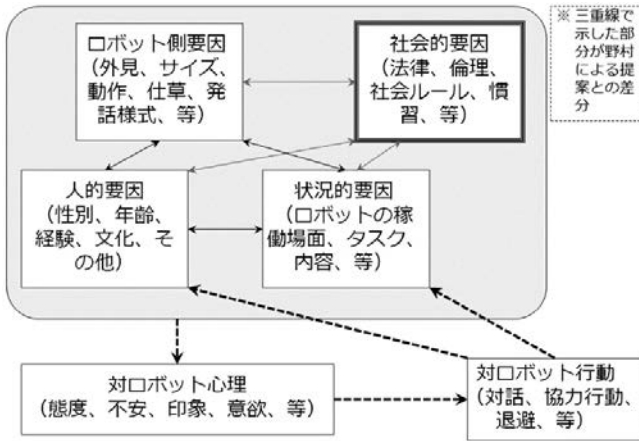 ロボット側要因
(外見、サイズ、
動作、仕草、発
話様式、等)
社会的要因
(法律、倫理、
社会ルール、慣
習、等)
※ 三重線で
示した部
分が野村
による提
案との差
分
人的要因
(性別、年齢、
経験、文化、そ
の他)
状況的要因
(ロボットの稼
働場面、タスク、
内容、等)
対ロボット心理
(態度、不安、印象、意欲、等)
対ロボット行動
(対話、協力行動、
退避、等)